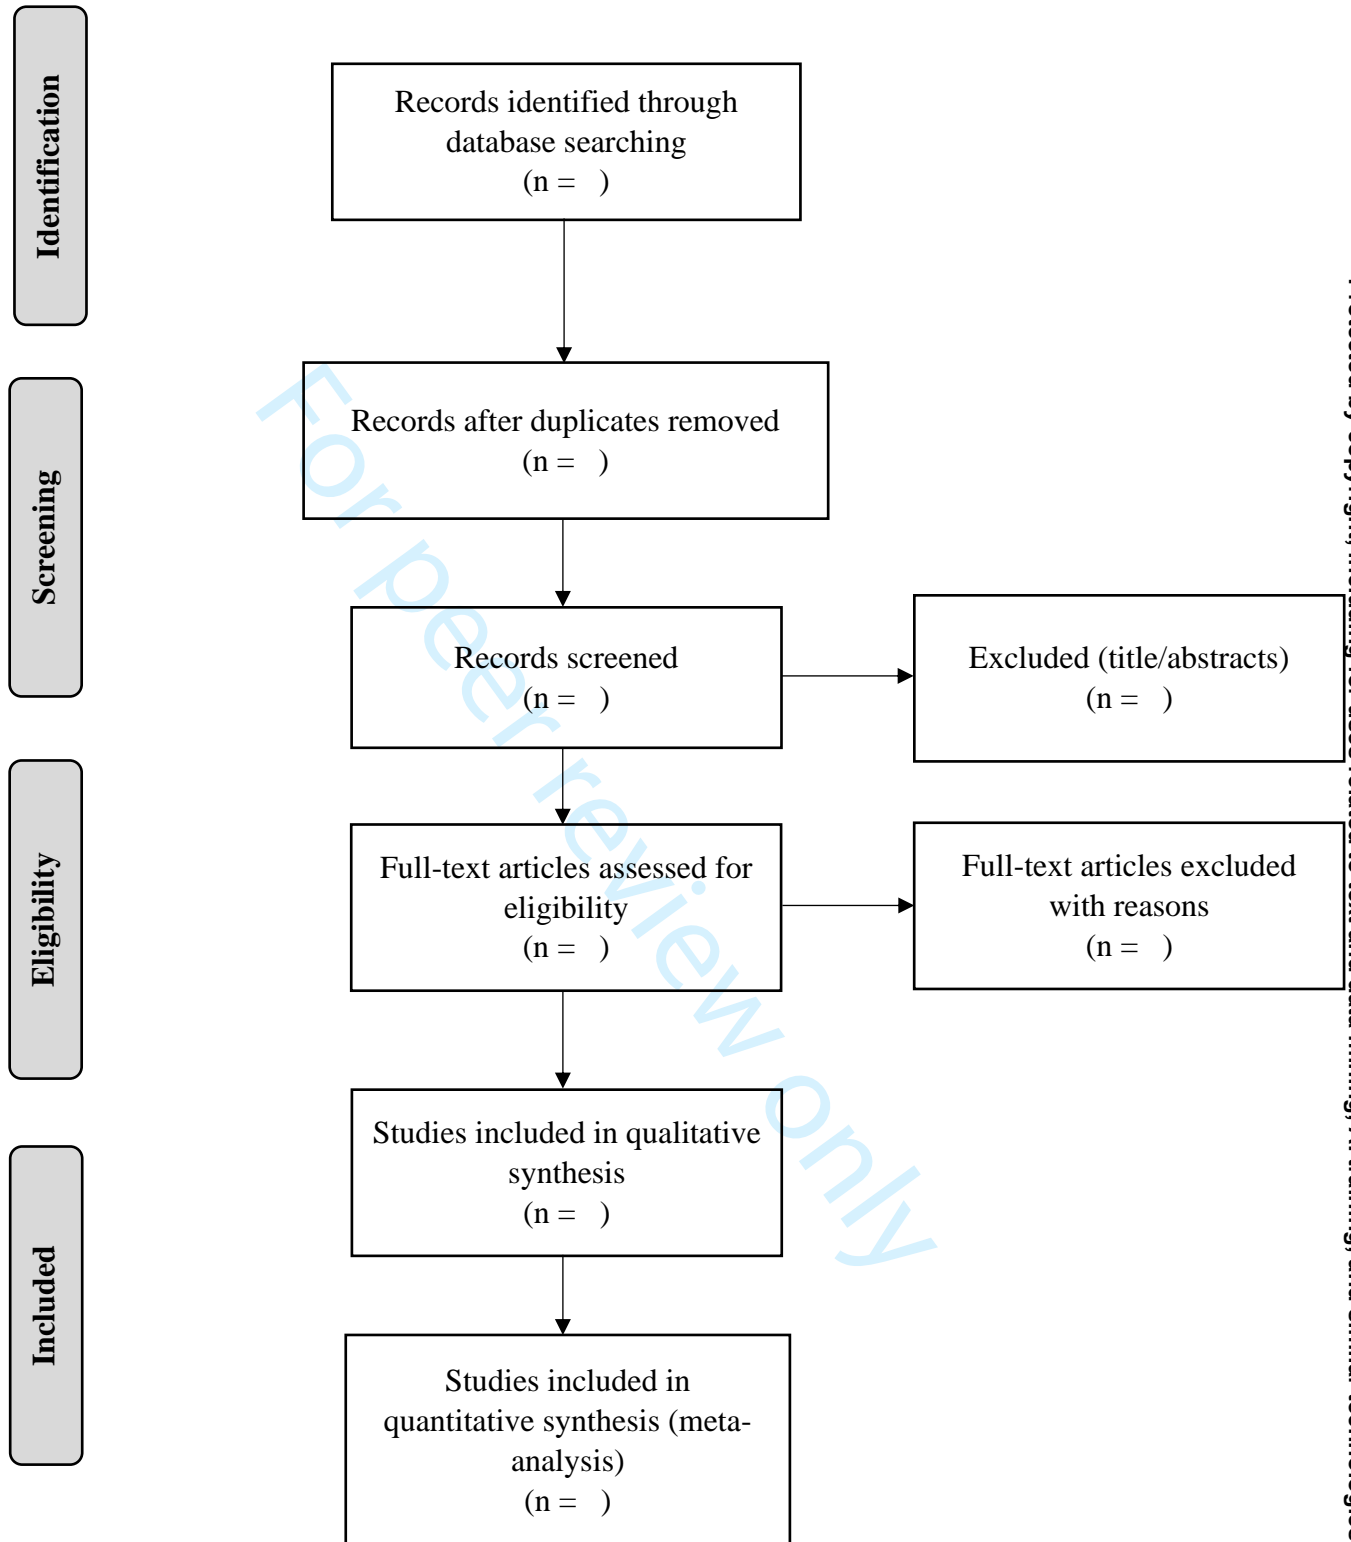 Identification
Records identified through
database searching
(n =   )
Screening
Records after duplicates removed
(n =   )
Records screened
(n =   )
Excluded (title/abstracts)
(n =   )
Eligibility
Full-text articles assessed for
eligibility
(n =   )
Full-text articles excluded
with reasons
(n =   )
Included
Studies included in qualitative
synthesis
(n =   )
Studies included in
quantitative synthesis (meta-
analysis)
(n =   )
For peer review only